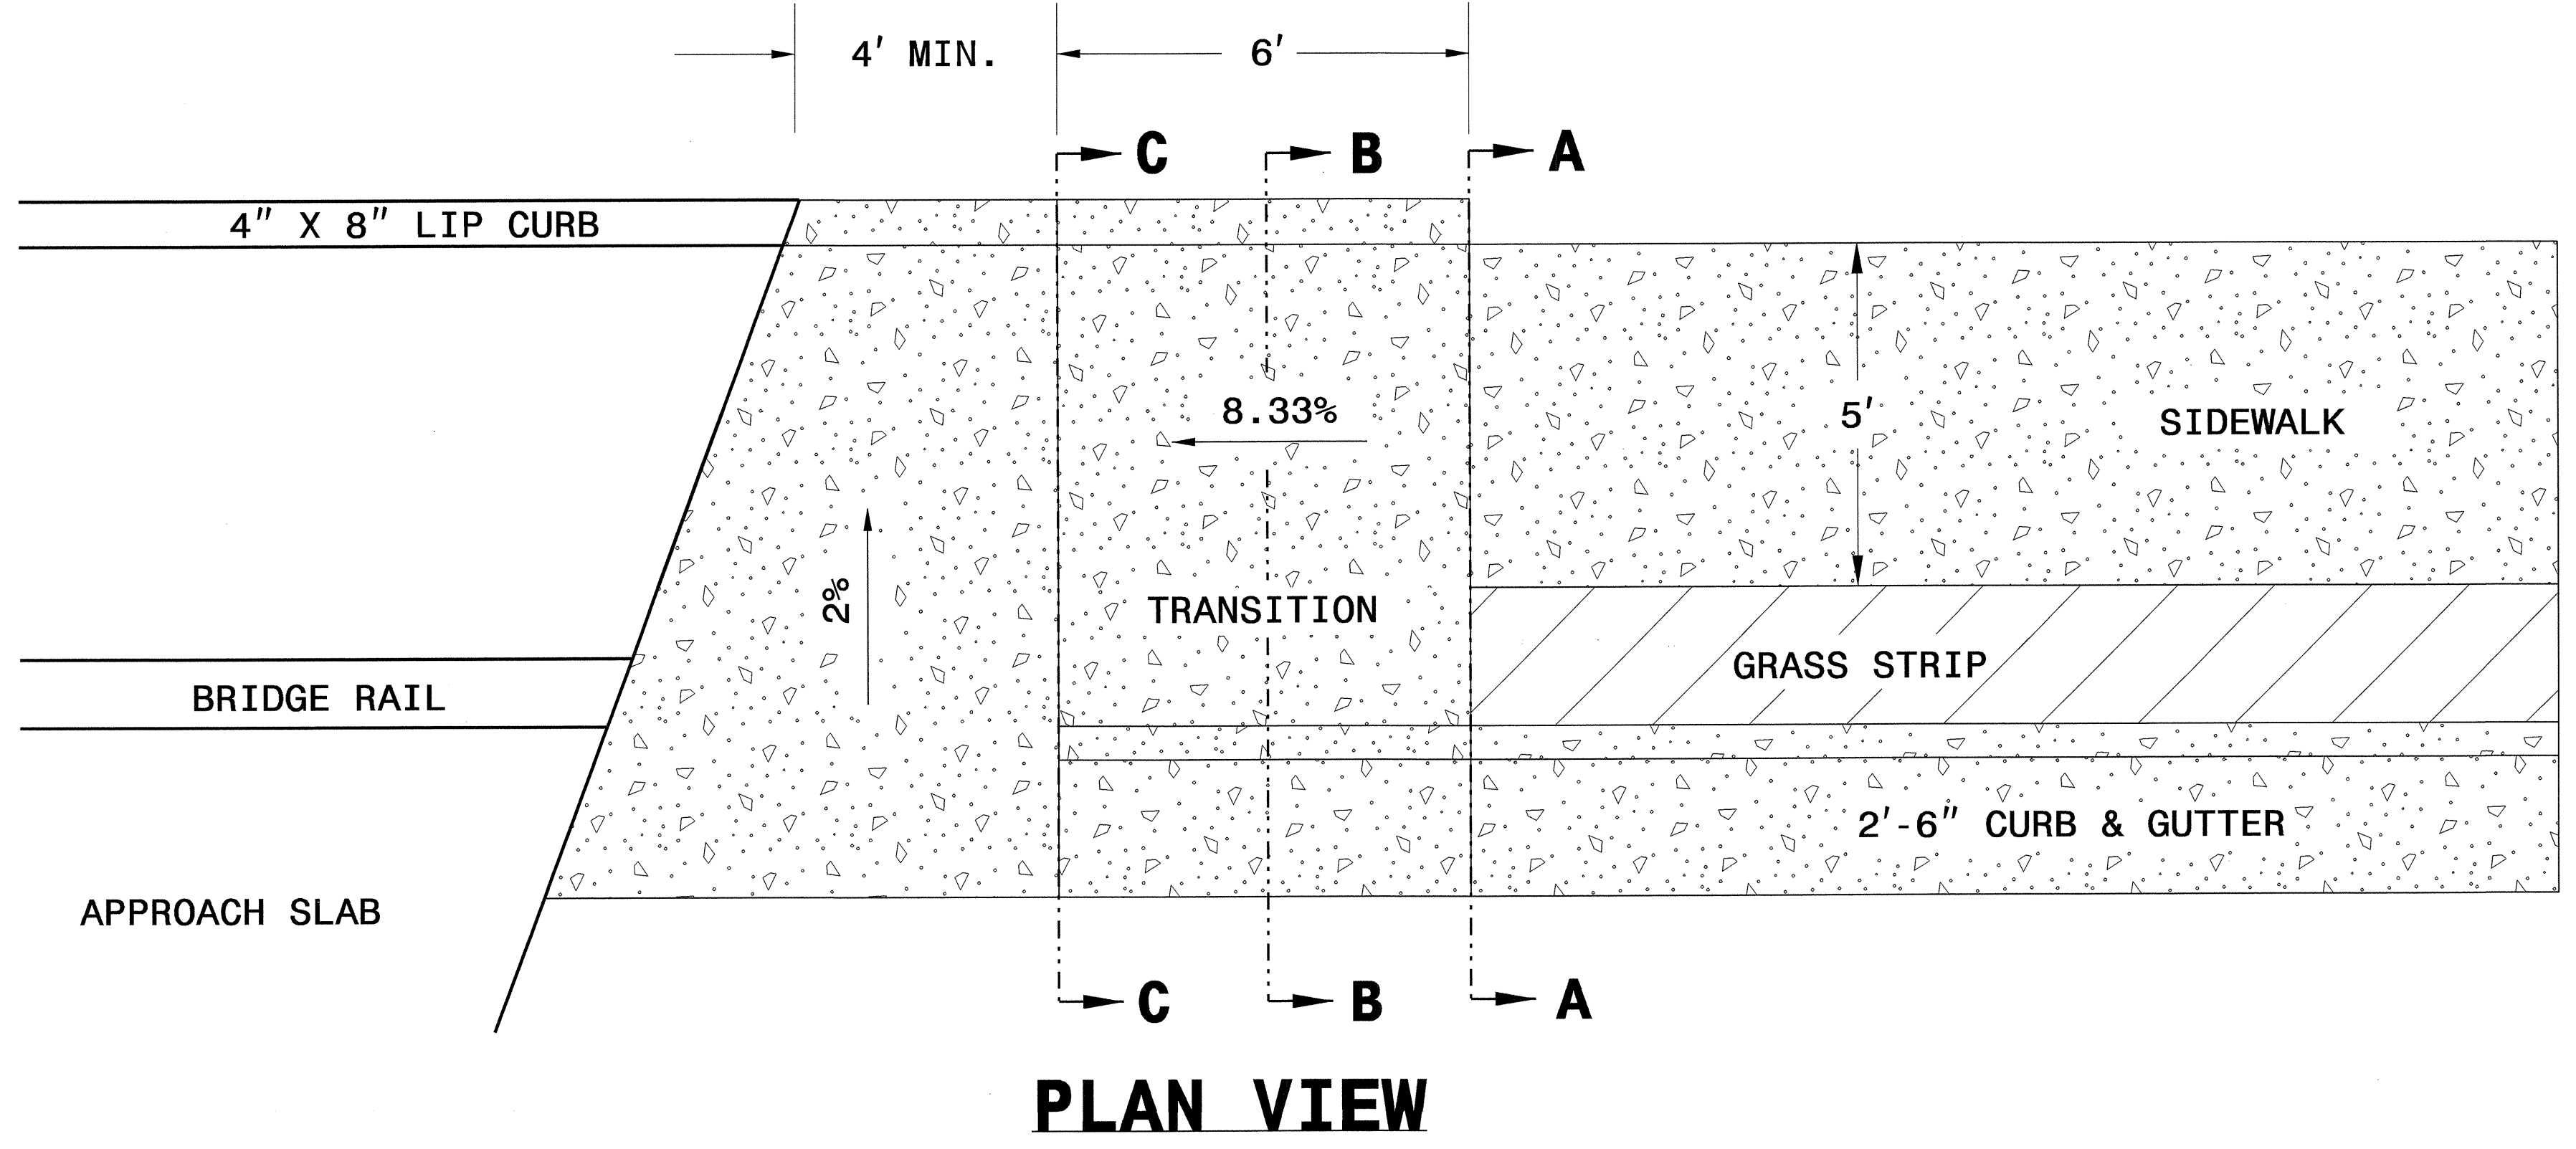 4' MIN.
6'
C
B
A
4" X 8" LIP CURB
8.33%
5'
SIDEWALK
2%
TRANSITION
GRASS STRIP
BRIDGE RAIL
2'-6" CURB & GUTTER
APPROACH SLAB
C
B
A
PLAN VIEW